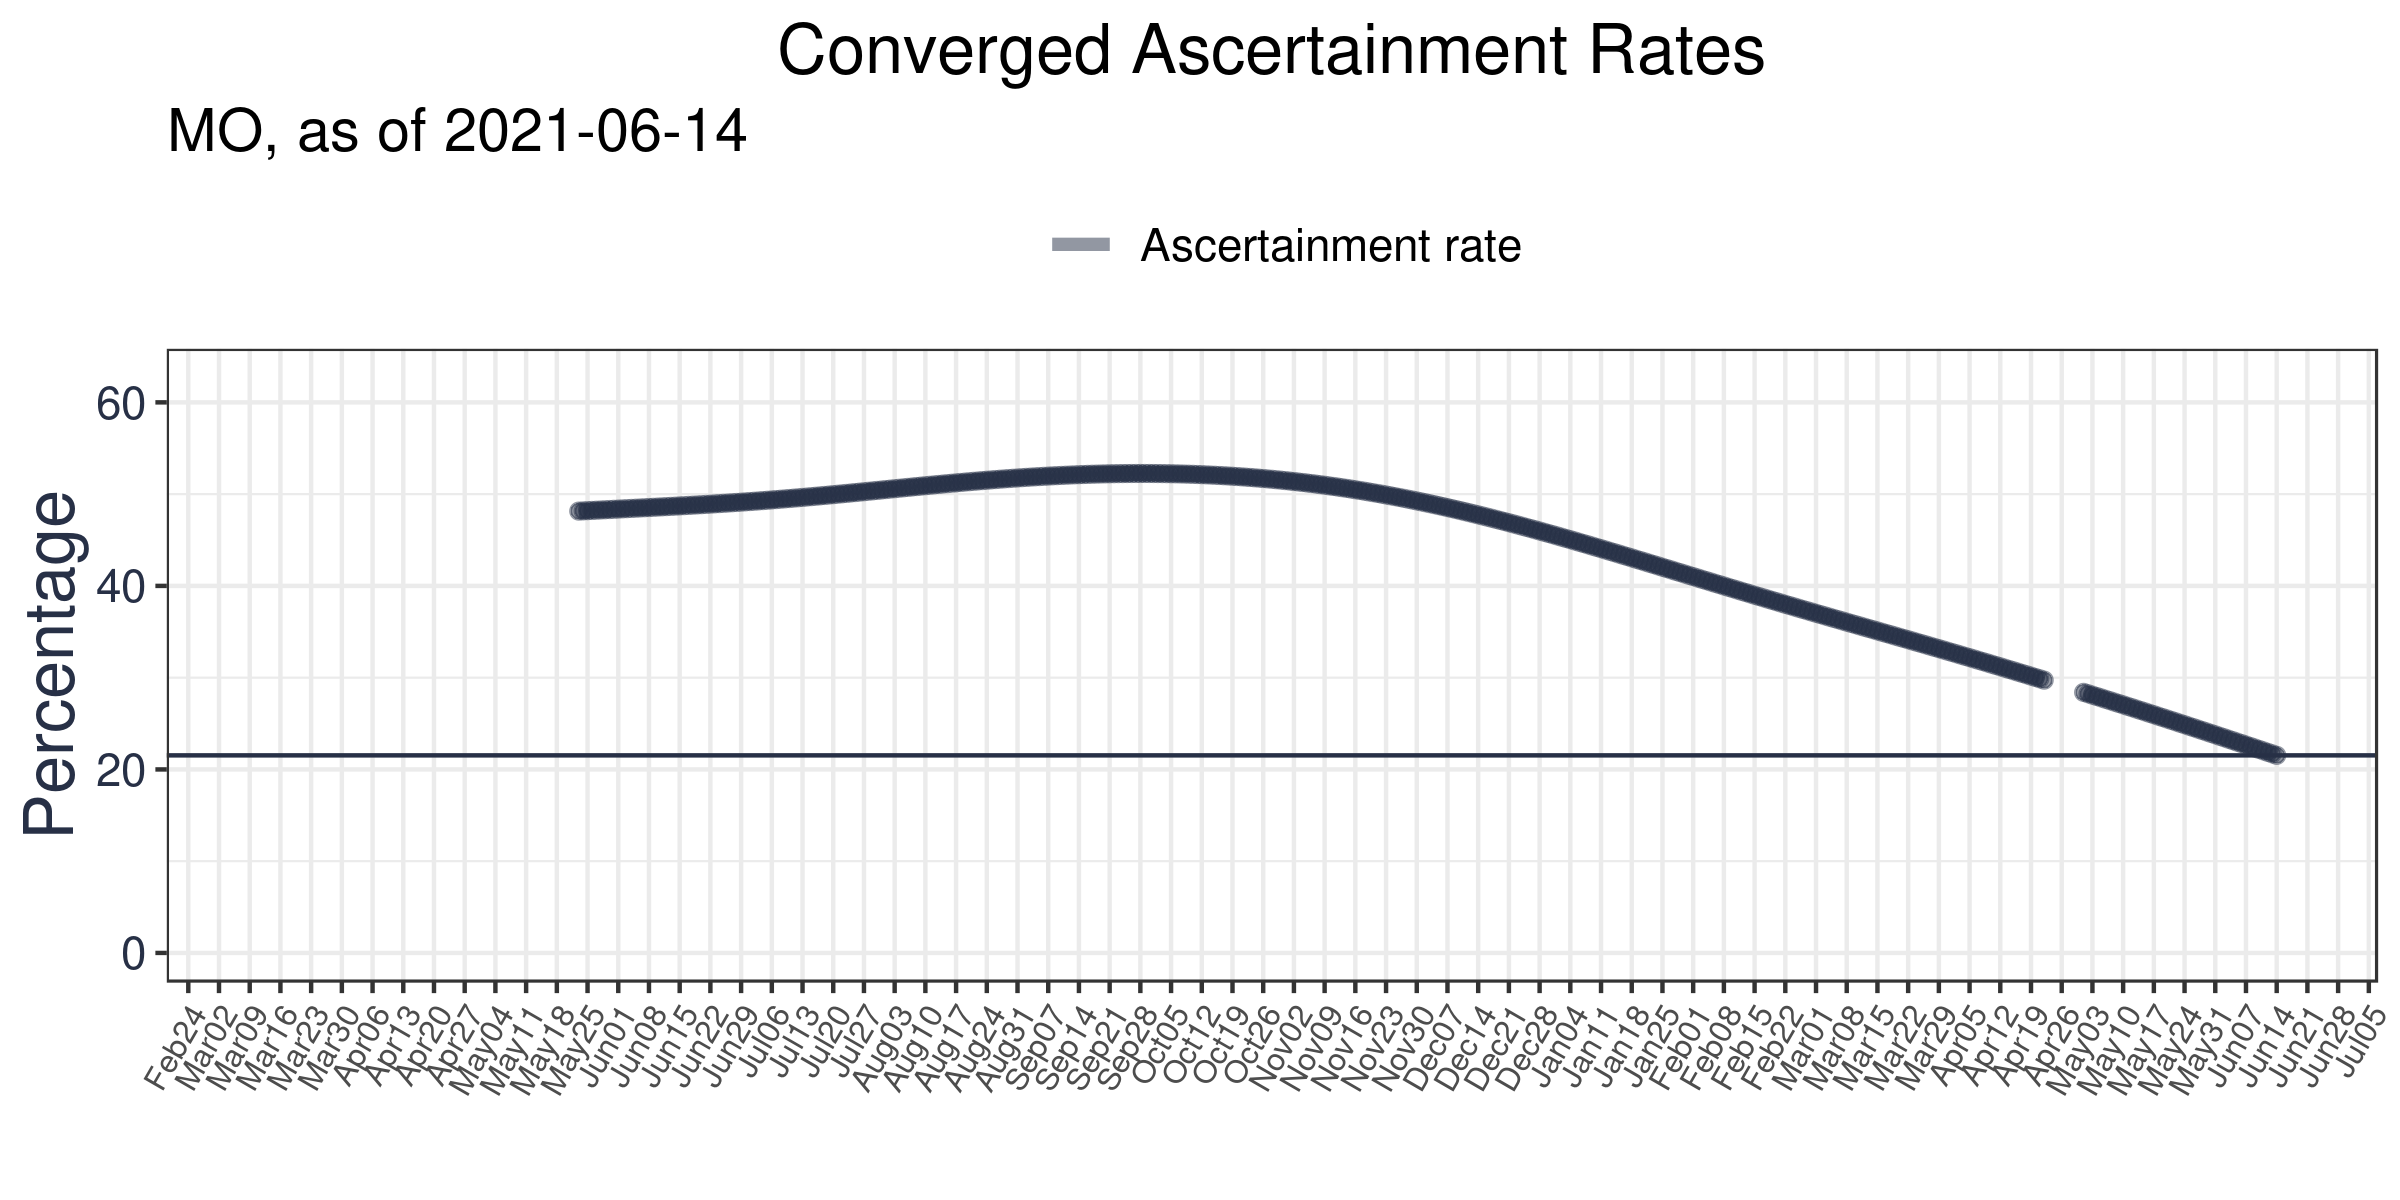 Converged Ascertainment Rates
MO, as of 2021-06-14
Ascertainment rate
Percentage
60
40
20
0
Feb24
Mar02
Mar09
Mar16
Mar23
Mar30
Apr06
Apr13
Apr20
Apr27
May04
May11
May18
May25
Jun01
Jun08
Jun15
Jun22
Jun29
Jul06
Jul13
Jul20
Jul27
Aug03
Aug10
Aug17
Aug24
Aug31
Sep07
Sep14
Sep21
Sep28
Oct05
Oct12
Oct19
Oct26
Nov02
Nov09
Nov16
Nov23
Nov30
Dec07
Dec14
Dec21
Dec28
Jan04
Jan11
Jan18
Jan25
Feb01
Feb08
Feb15
Feb22
Mar01
Mar08
Mar15
Mar22
Mar29
Apr05
Apr12
Apr19
Apr26
May03
May10
May17
May24
May31
Jun07
Jun14
Jun21
Jun28
Jul05